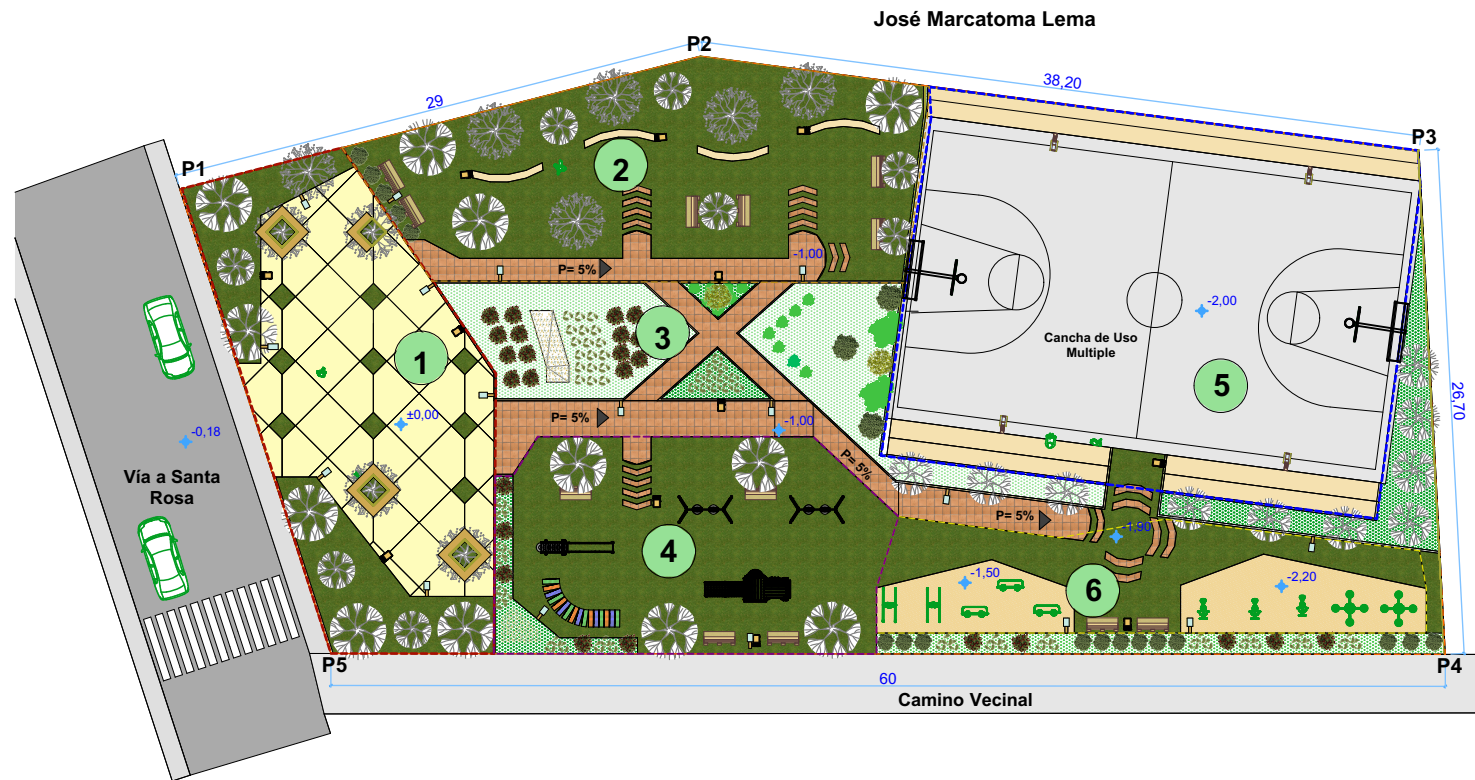 José Marcatoma Lema
P2
38,20
29
P3
P1
2
-1,00
P= 5%
-2,00
3
Cancha de Uso
Multiple
1
5
±0,00
26,70
P= 5%
-1,00
-0,18
P= 5%
Vía a Santa
Rosa
P= 5%
1,90
4
-1,50
6
-2,20
P5
P4
60
Camino Vecinal